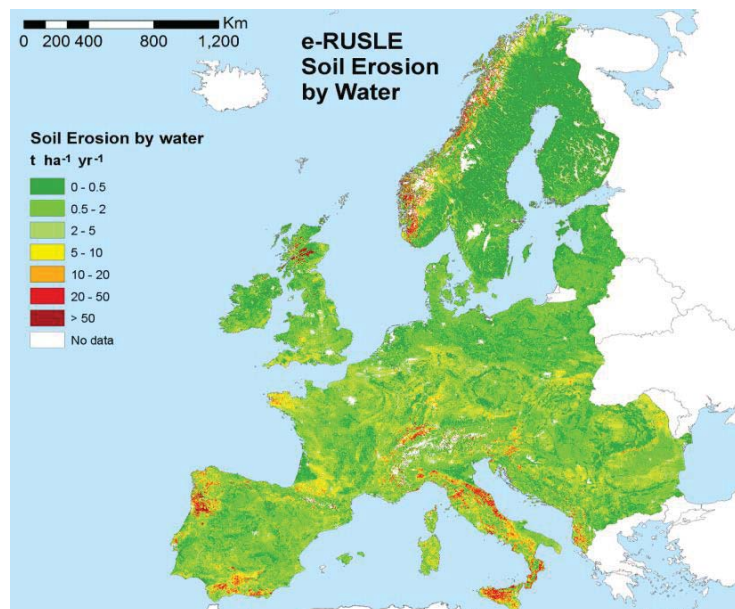 Km
0 200 400 800 1,200
e-RUSLE
Soil Erosion
by Water
Soil Erosion by water
t ha⁻¹ yr⁻¹
0 - 0.5
0.5 - 2
2 - 5
5 - 10
10 - 20
20 - 50
> 50
No data